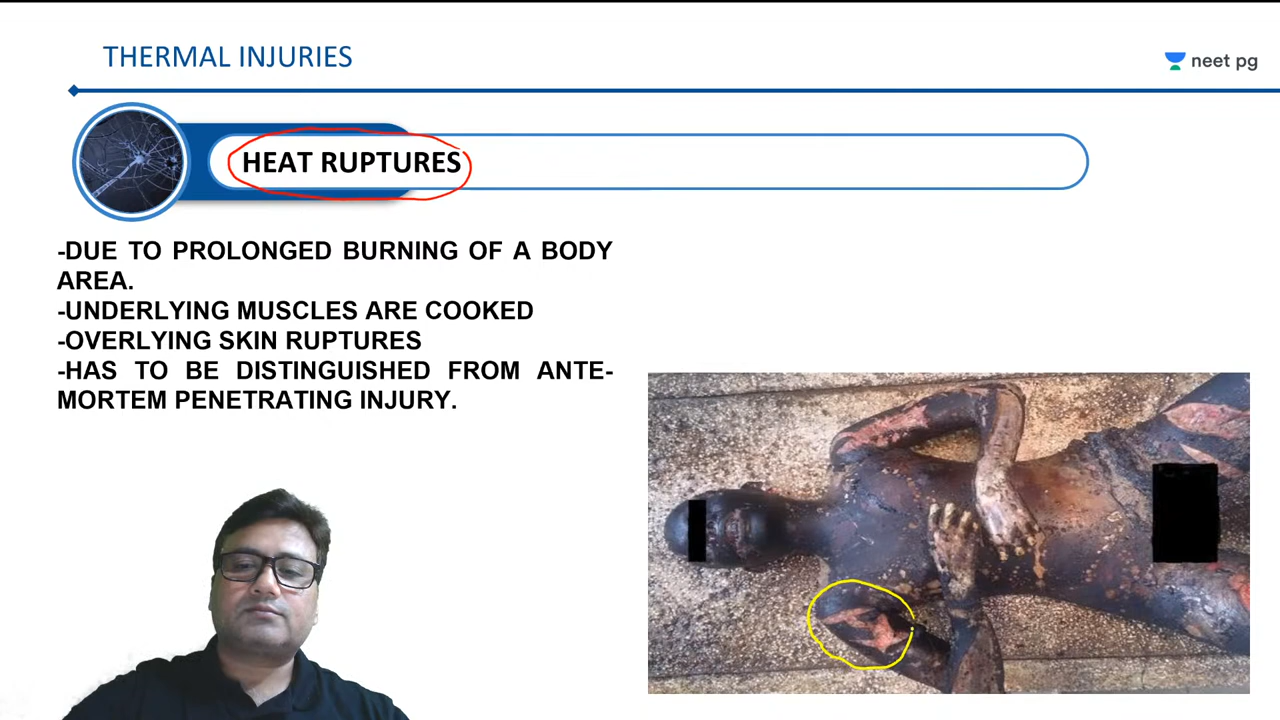 THERMAL INJURIES
neet pg
HEAT RUPTURES
-DUE TO PROLONGED BURNING OF A BODY
AREA.
-UNDERLYING MUSCLES ARE COOKED
-OVERLYING SKIN RUPTURES
-HAS TO BE DISTINGUISHED FROM ANTE-
MORTEM PENETRATING INJURY.